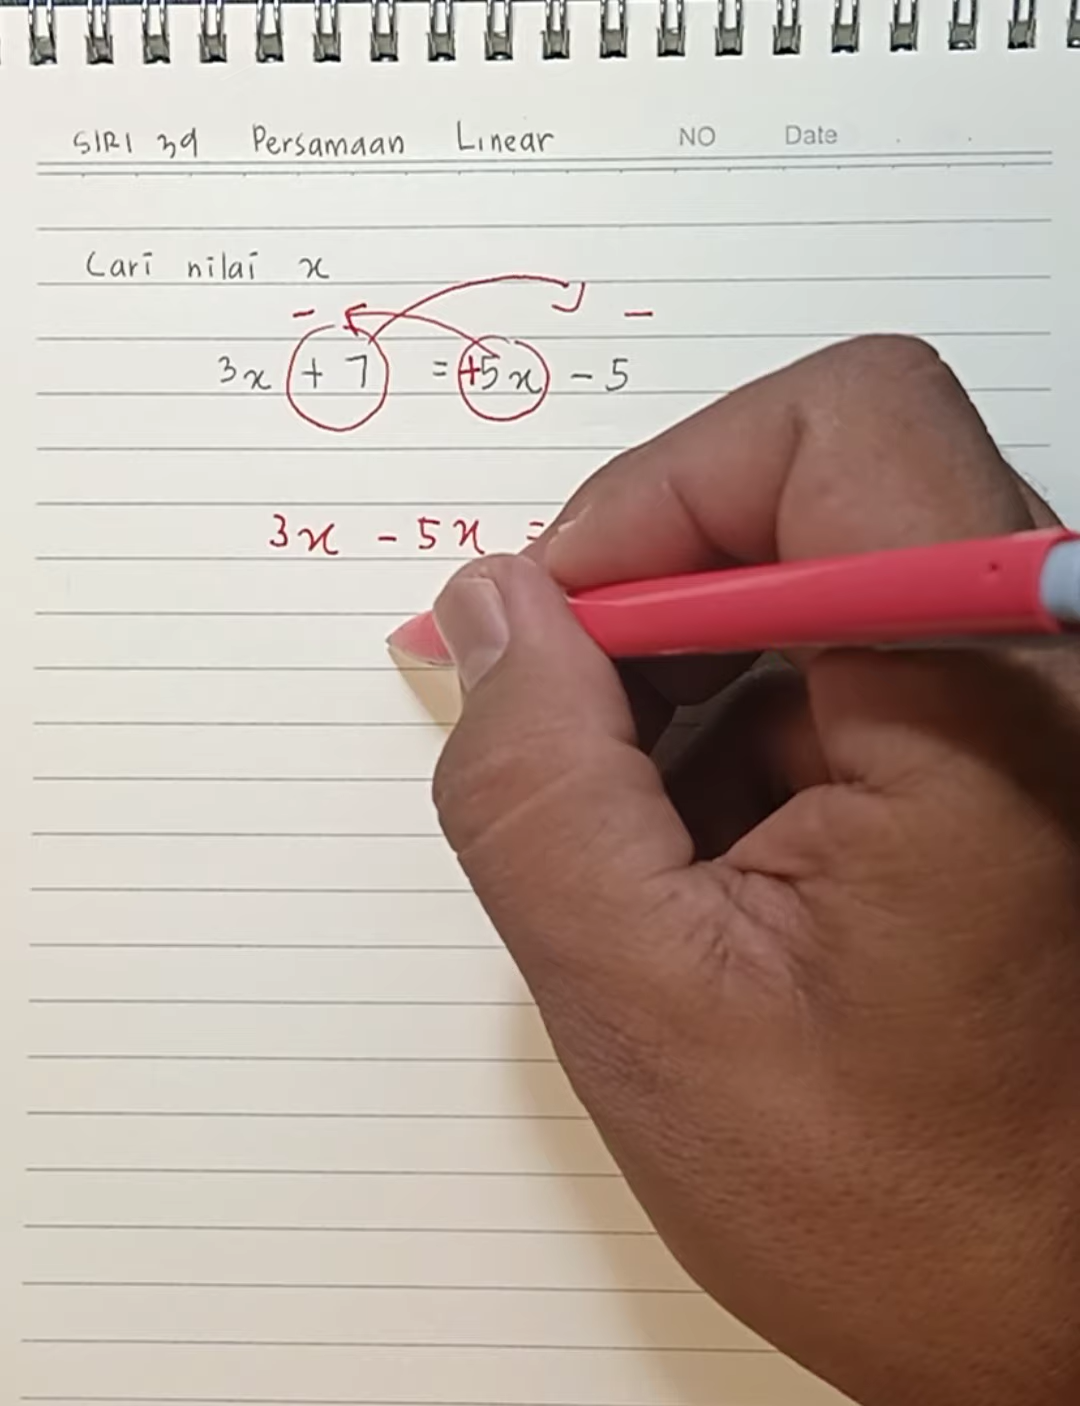 SIRI 39 Persamaan Linear NO Date
Cari nilai x
- -
3x + 7 = +5x - 5
3x - 5x =